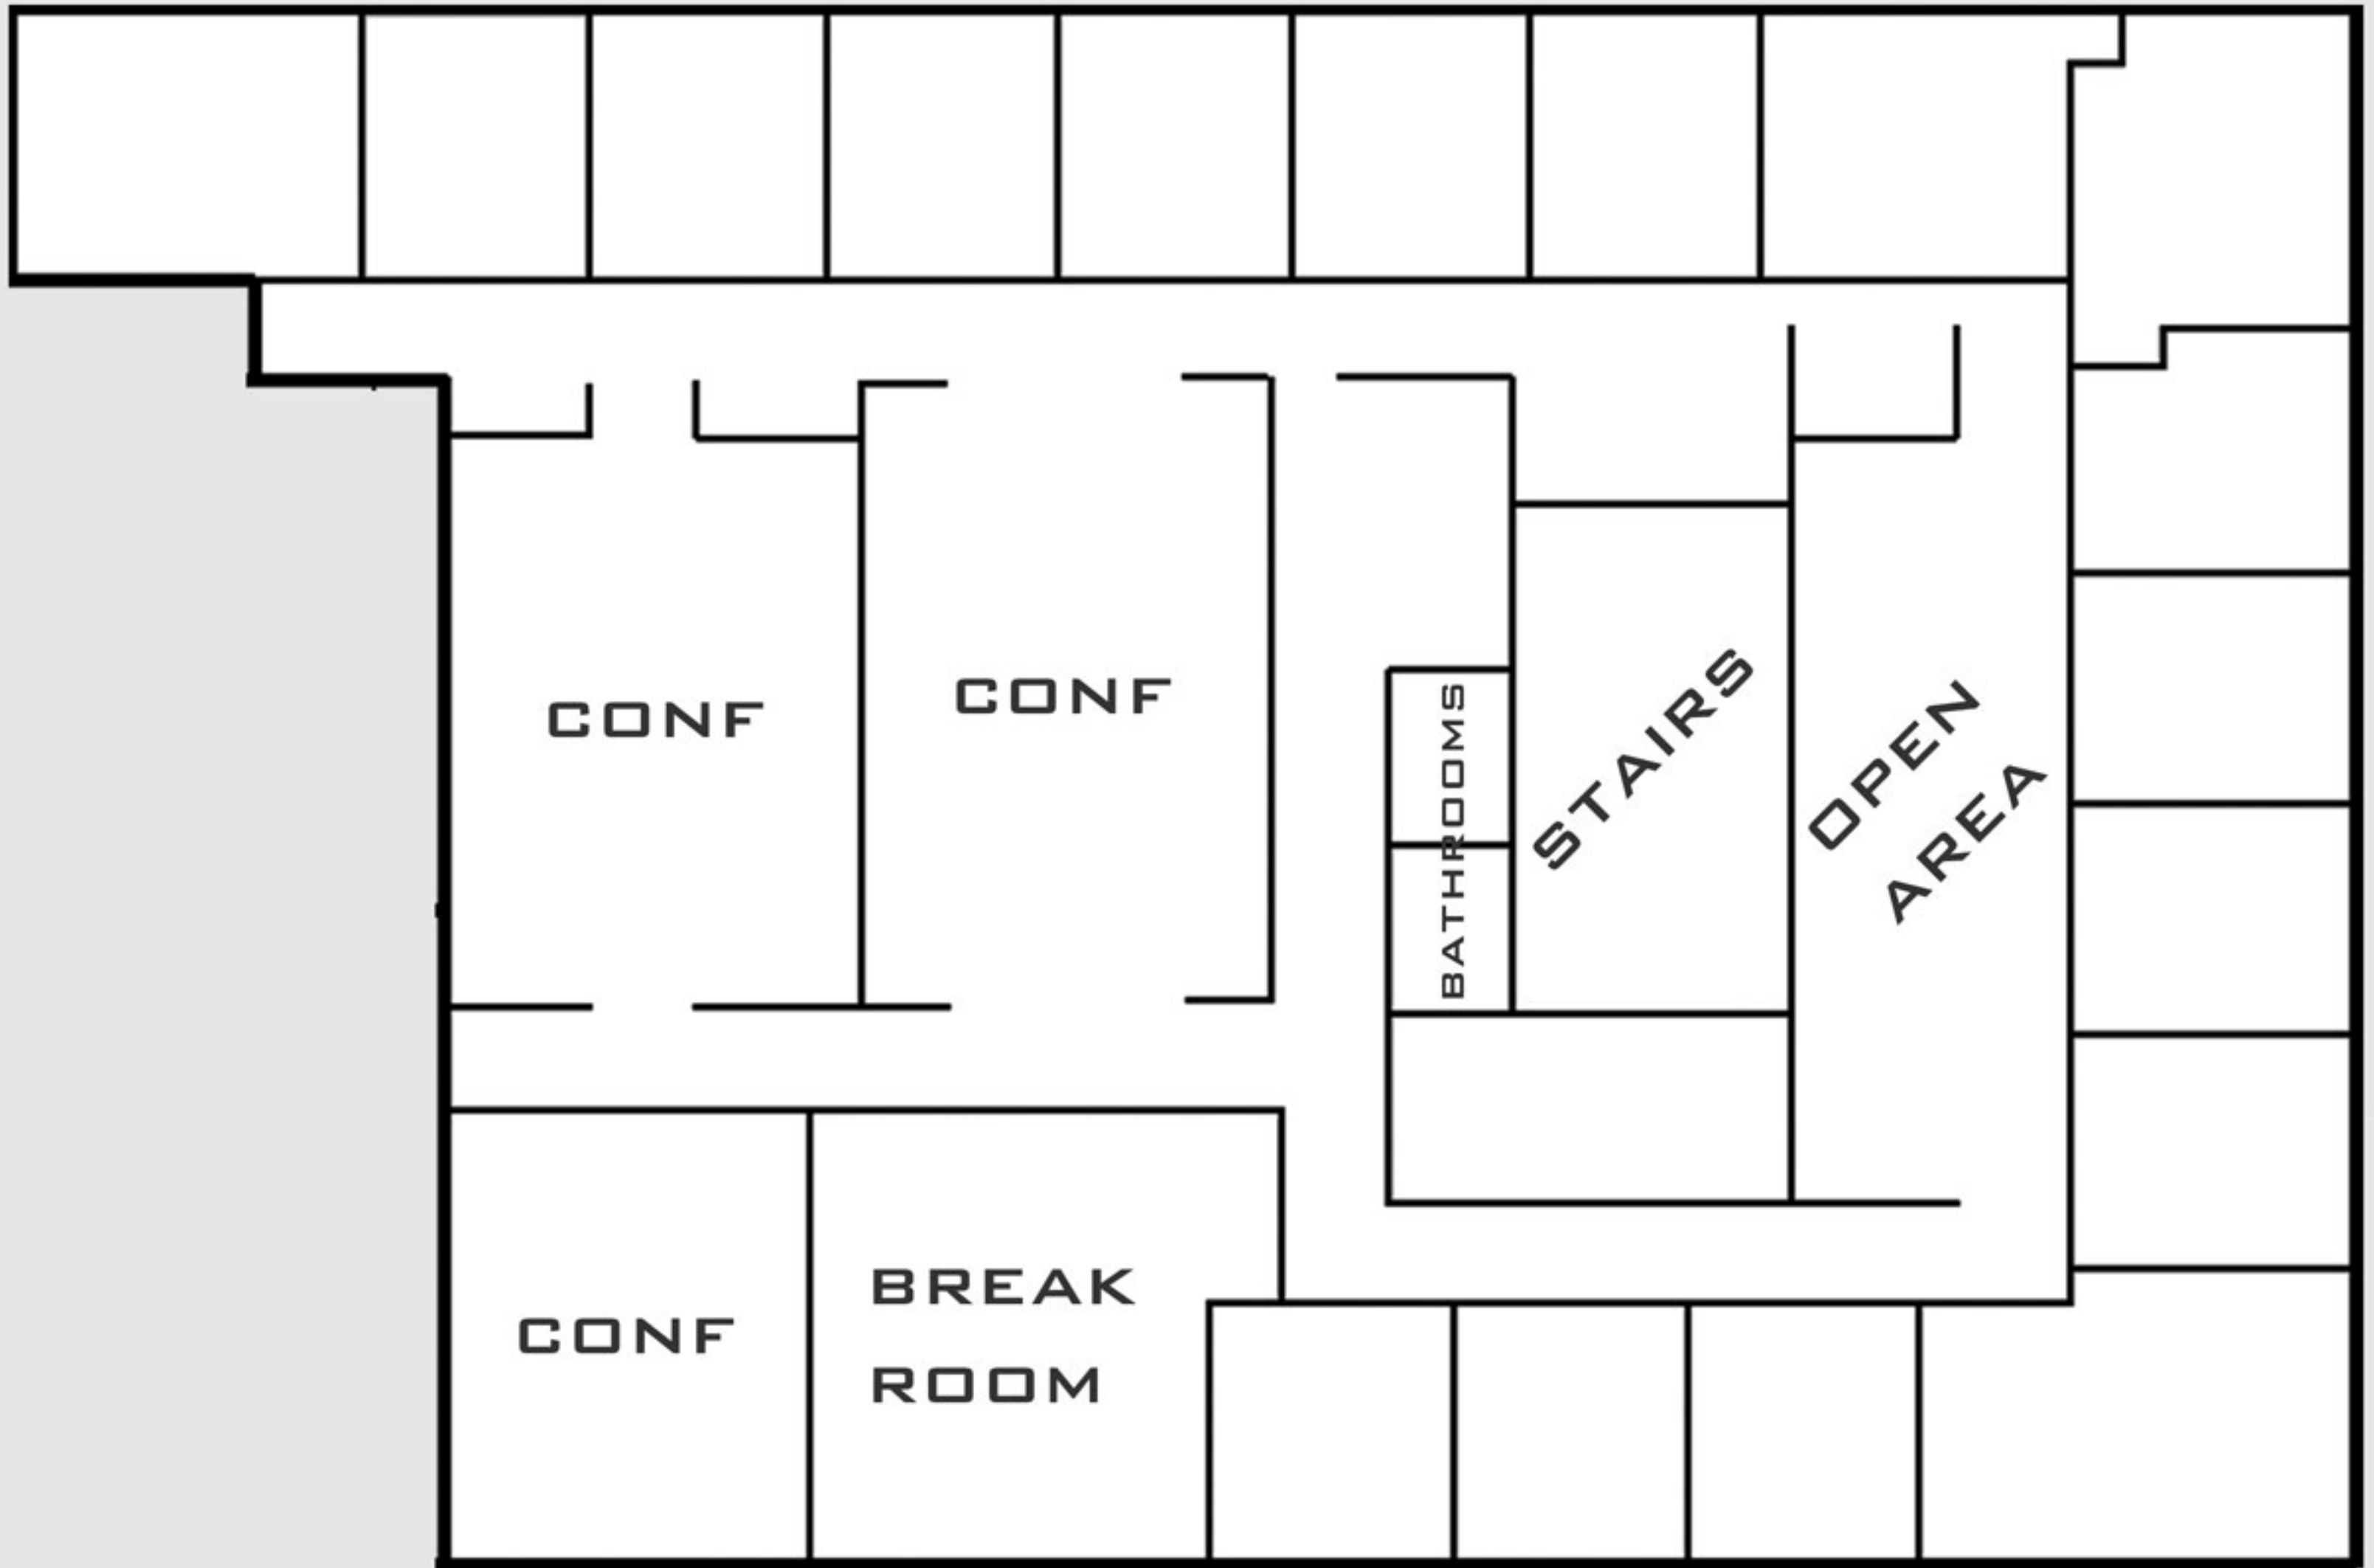 CONF
CONF
BATHROOMS
STAIRS
OPEN
AREA
CONF
BREAK
ROOM